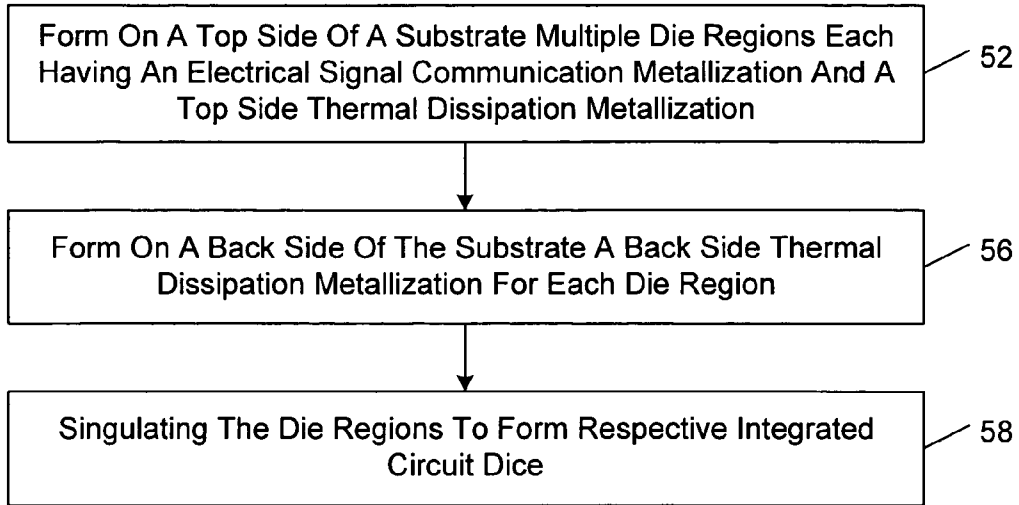 Form On A Top Side Of A Substrate Multiple Die Regions Each
Having An Electrical Signal Communication Metallization And A
Top Side Thermal Dissipation Metallization
52
Form On A Back Side Of The Substrate A Back Side Thermal
Dissipation Metallization For Each Die Region
56
Singulating The Die Regions To Form Respective Integrated
Circuit Dice
58